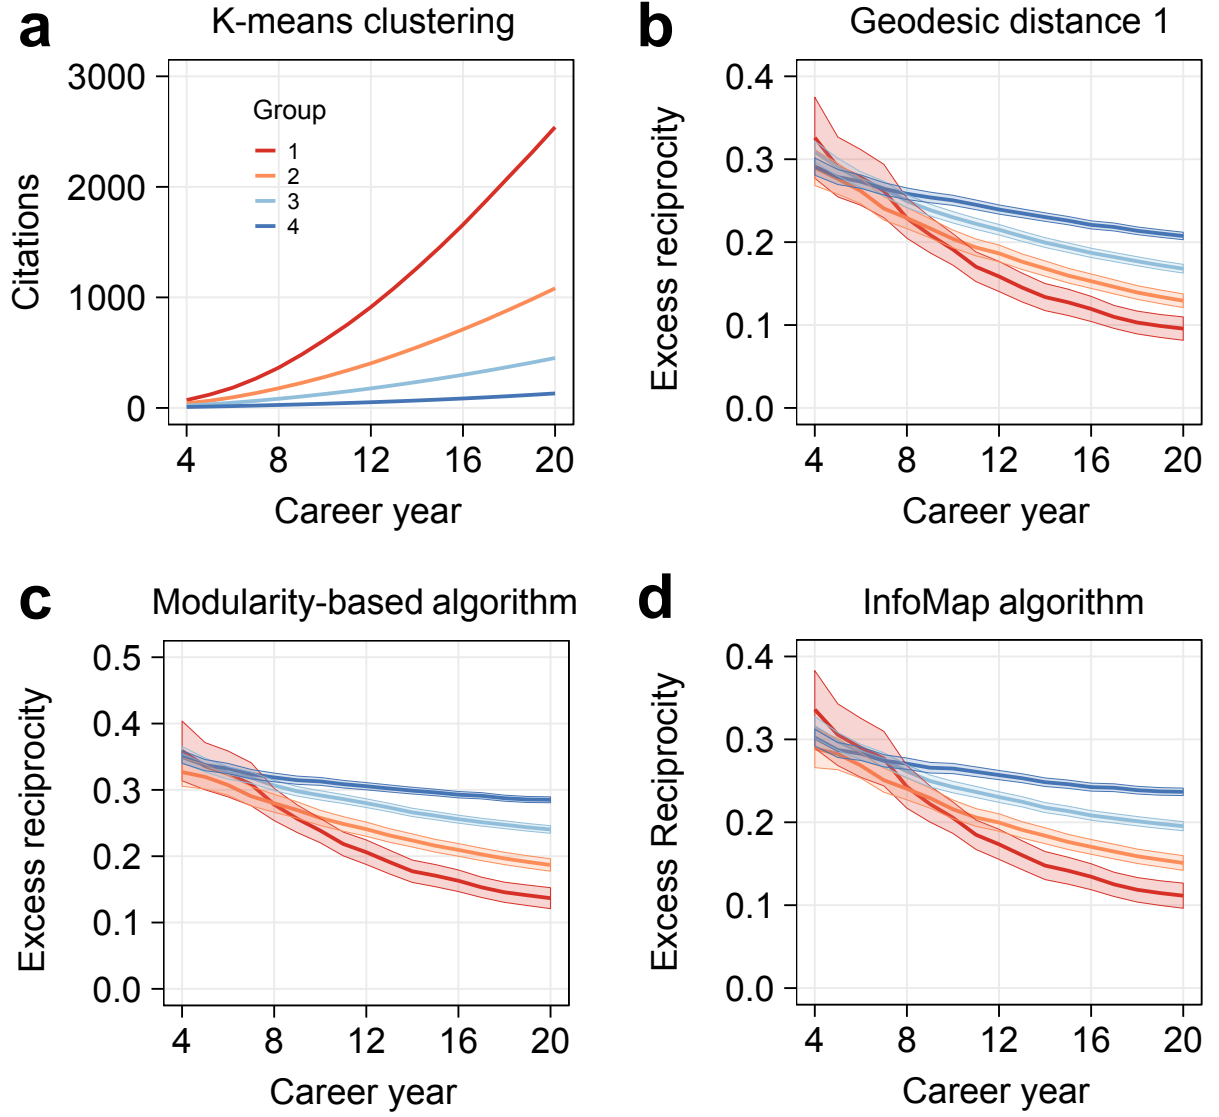 a
K-means clustering
3000
2000
1000
0
Citations
Group
1
2
3
4
4
8
12
16
20
Career year
b
Geodesic distance 1
0.4
0.3
0.2
0.1
0.0
Excess reciprocity
4
8
12
16
20
Career year
c
Modularity-based algorithm
0.5
0.4
0.3
0.2
0.1
0.0
Excess reciprocity
4
8
12
16
20
Career year
d
InfoMap algorithm
0.4
0.3
0.2
0.1
0.0
Excess Reciprocity
4
8
12
16
20
Career year